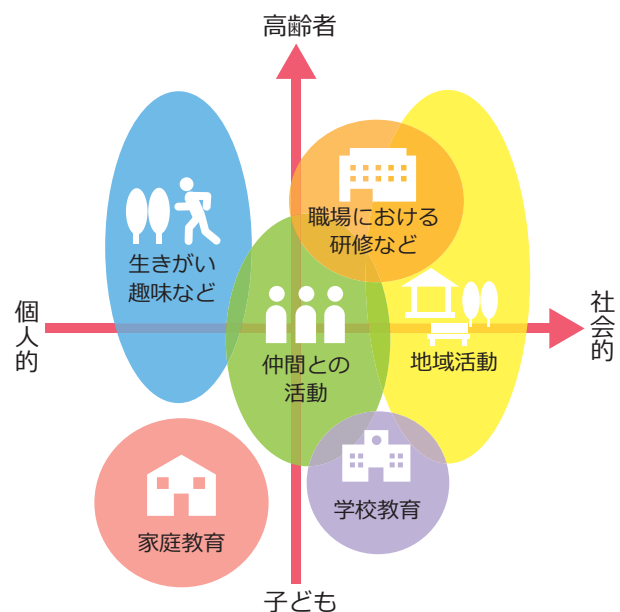 高齢者
職場における
研修など
生きがい
趣味など
個人的
社会的
仲間との
活動
地域活動
学校教育
家庭教育
子ども